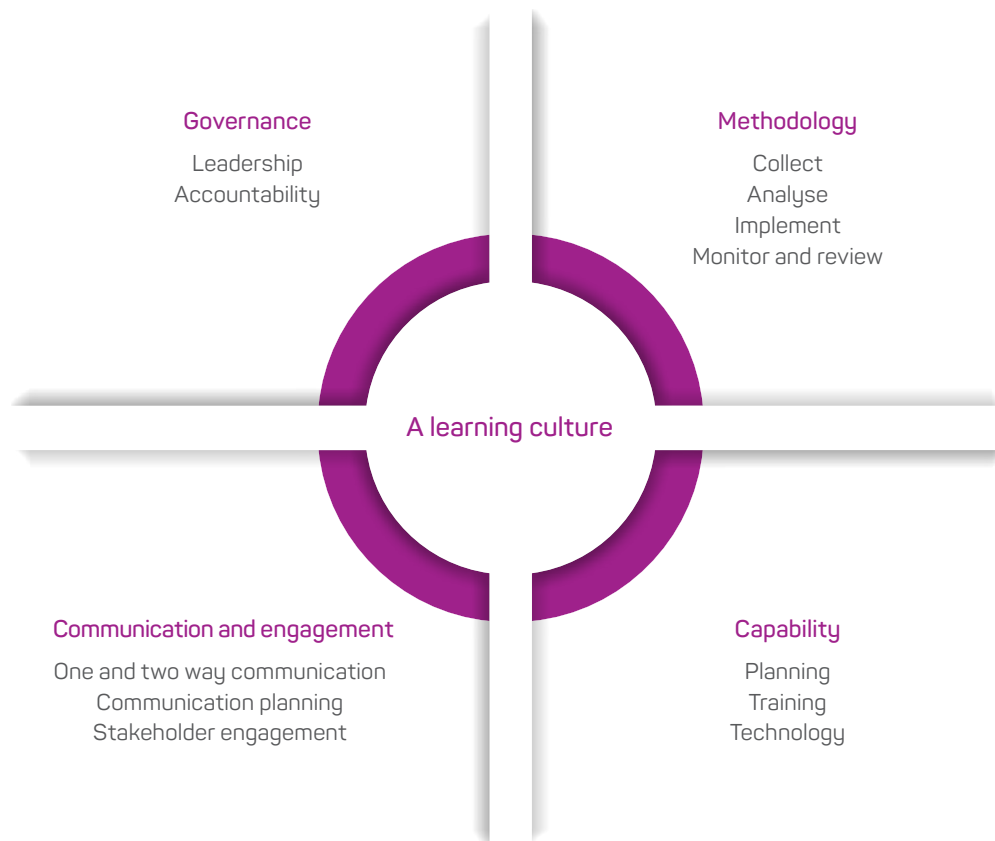 Governance
Leadership
Accountability
Methodology
Collect
Analyse
Implement
Monitor and review
A learning culture
Communication and engagement
One and two way communication
Communication planning
Stakeholder engagement
Capability
Planning
Training
Technology